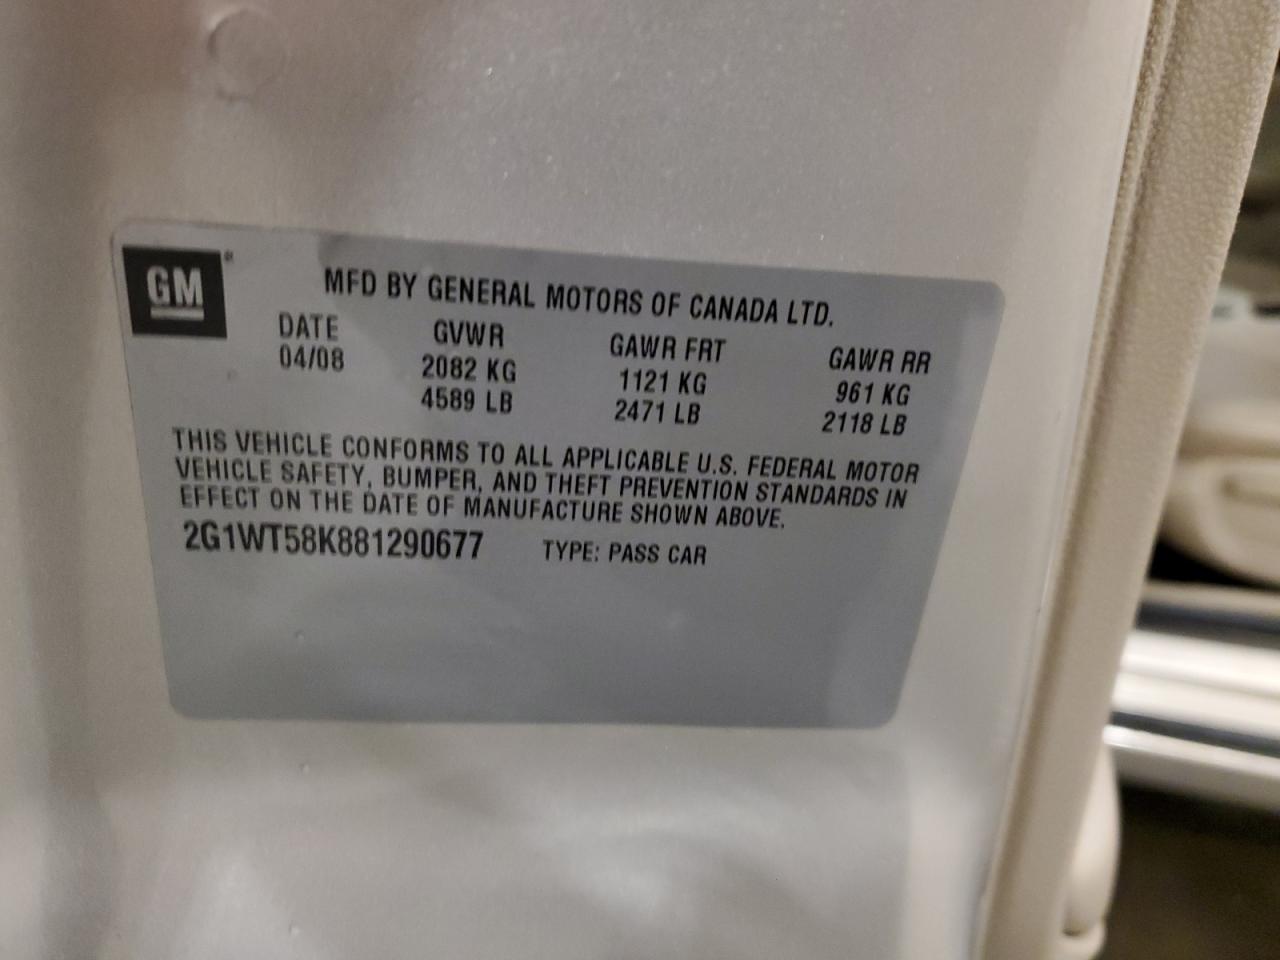 GM®
MFD BY GENERAL MOTORS OF CANADA LTD.
DATE GVWR GAWR FRT GAWR RR
04/08 2082 KG 1121 KG 961 KG
4589 LB 2471 LB 2118 LB
THIS VEHICLE CONFORMS TO ALL APPLICABLE U.S. FEDERAL MOTOR
VEHICLE SAFETY, BUMPER, AND THEFT PREVENTION STANDARDS IN
EFFECT ON THE DATE OF MANUFACTURE SHOWN ABOVE.
2G1WT58K881290677 TYPE: PASS CAR